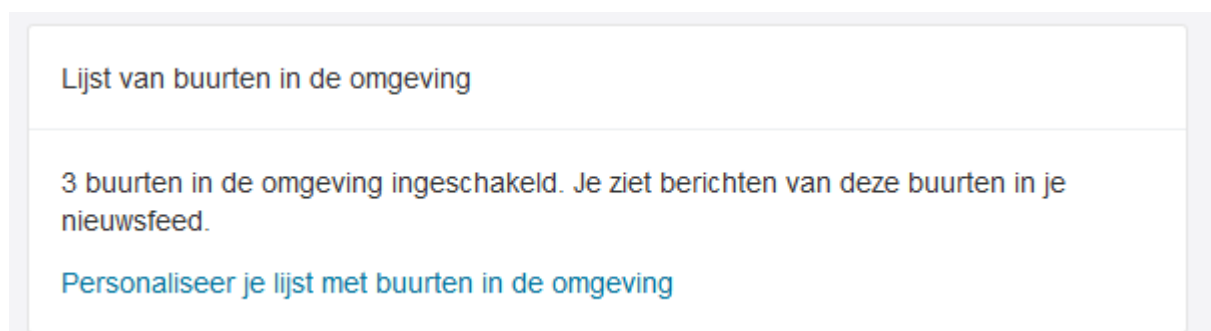 Lijst van buurten in de omgeving
3 buurten in de omgeving ingeschakeld. Je ziet berichten van deze buurten in je
nieuwsfeed.
Personaliseer je lijst met buurten in de omgeving